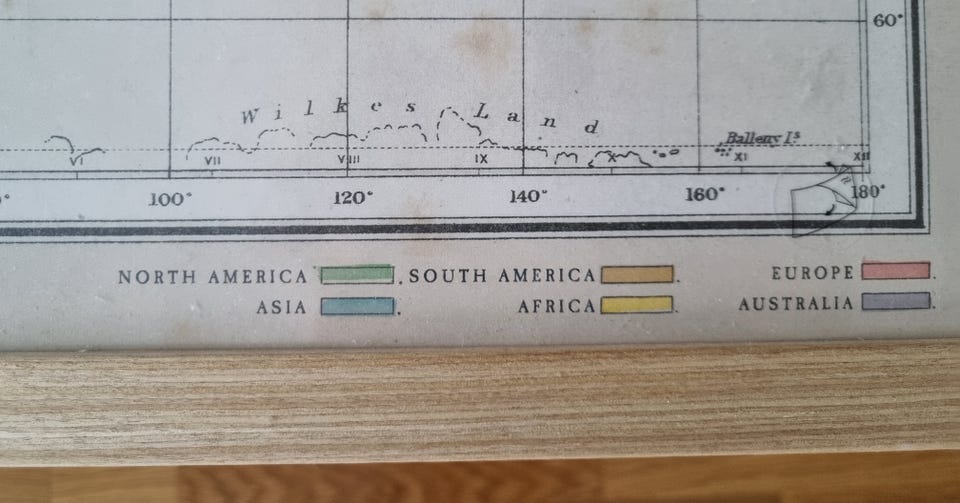 60°
Wilkes Land
Balleny Is
VI VII VIII IX X XI XII
100° 120° 140° 160° 180°
NORTH AMERICA . SOUTH AMERICA . EUROPE .
ASIA . AFRICA . AUSTRALIA .